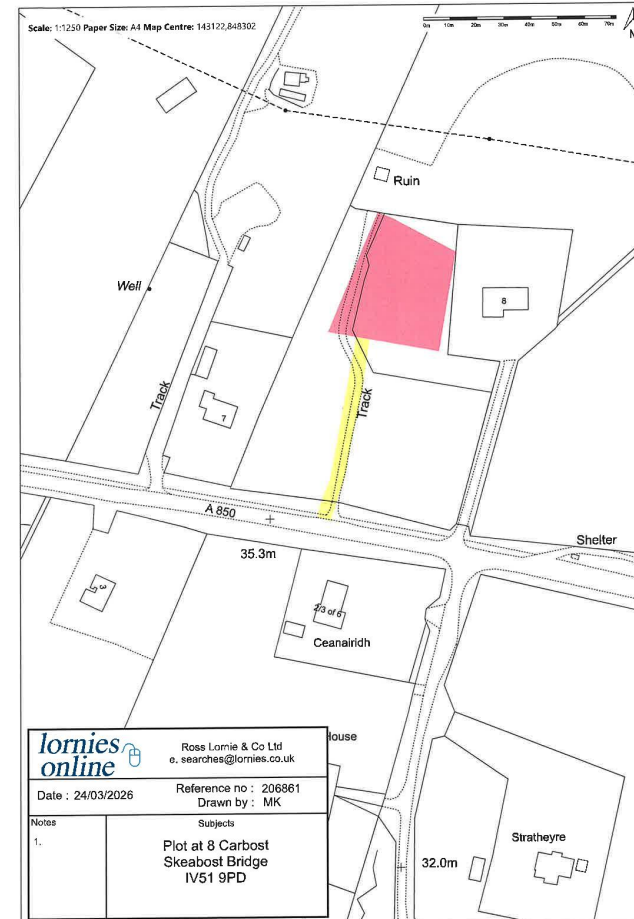 Scale: 1:1250 Paper Size: A4 Map Centre: 143122,848302
0m 10m 20m 30m 40m 50m 60m 70m
N
Ruin
8
Well
Track
Track
7
A 850
35.3m
Shelter
3
5
2/3 of 6
Ceanairidh
House
32.0m
Stratheyre
lornies online
Ross Lornie & Co Ltd
e. searches@lornies.co.uk
Date : 24/03/2026
Reference no : 206861
Drawn by : MK
Notes
1.
Subjects
Plot at 8 Carbost
Skeabost Bridge
IV51 9PD